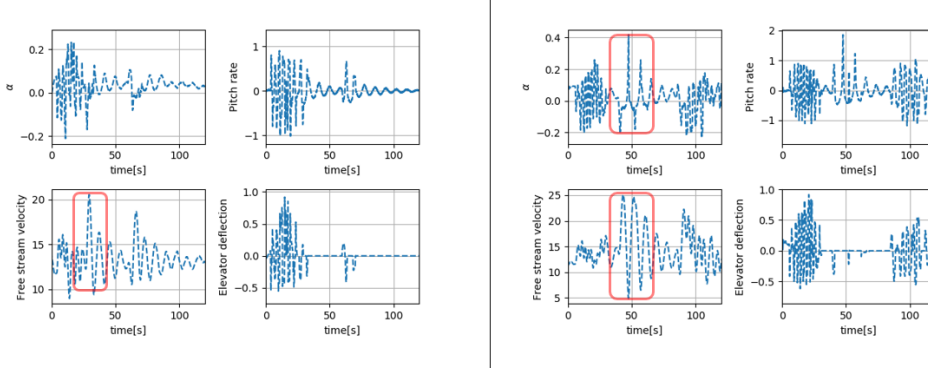 0.2
0.0
−0.2
α
0 50 100
time[s]
1
0
−1
Pitch rate
0 50 100
time[s]
20
15
10
Free stream velocity
0 50 100
time[s]
1.0
0.5
0.0
−0.5
Elevator deflection
0 50 100
time[s]
0.4
0.2
0.0
−0.2
α
0 50 100
time[s]
2
1
0
−1
Pitch rate
0 50 100
time[s]
25
20
15
10
5
Free stream velocity
0 50 100
time[s]
1.0
0.5
0.0
−0.5
Elevator deflection
0 50 100
time[s]